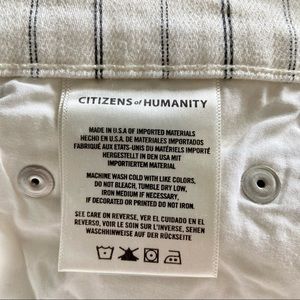 CITIZENS of HUMANITY
MADE IN U.S.A OF IMPORTED MATERIALS
HECHO EN U.S.A. DE MATERIALES IMPORTADOS
FABRIQUÉ AUX ETATS-UNIS DU MATÉRIEL IMPORTÉ
HERGESTELLT IN DEN USA MIT
IMPORTIERTEM MATERIAL
MACHINE WASH COLD WITH LIKE COLORS,
DO NOT BLEACH, TUMBLE DRY LOW,
IRON MEDIUM IF NECESSARY,
IF DECORATED OR PRINTED DO NOT IRON.
SEE CARE ON REVERSE, VER EL CUIDADO EN EL
REVERSO, VOIR LE SOIN SUR L'INVERSE, SEHEN
WASCHHINWEISE AUF DER RÜCKSEITE